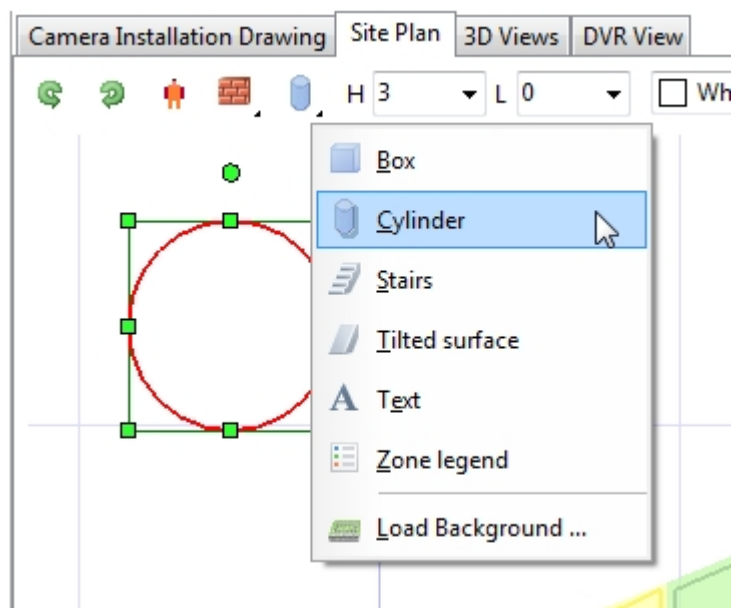 Camera Installation Drawing Site Plan 3D Views DVR View
H 3 L 0 Wh
Box
Cylinder
Stairs
Tilted surface
Text
Zone legend
Load Background ...